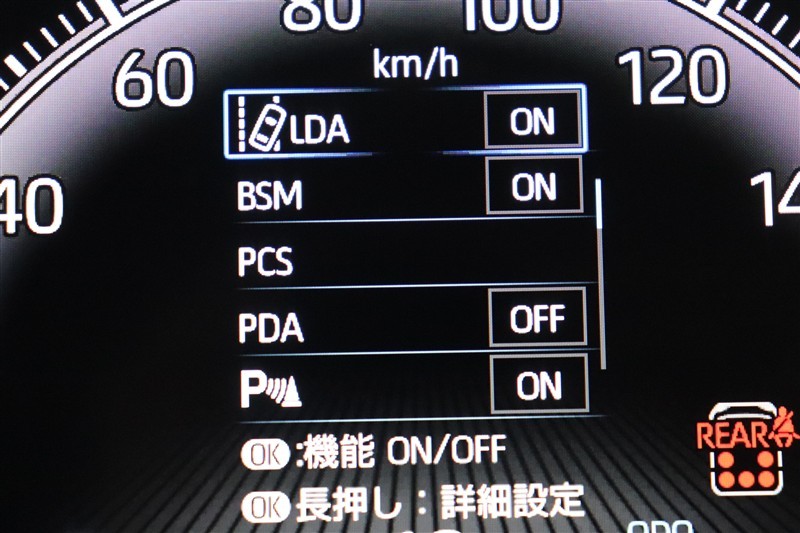 80 100
60 km/h 120
LDA ON
40 BSM ON
PCS
PDA OFF
P ON
REAR
OK:機能 ON/OFF
OK長押し:詳細設定